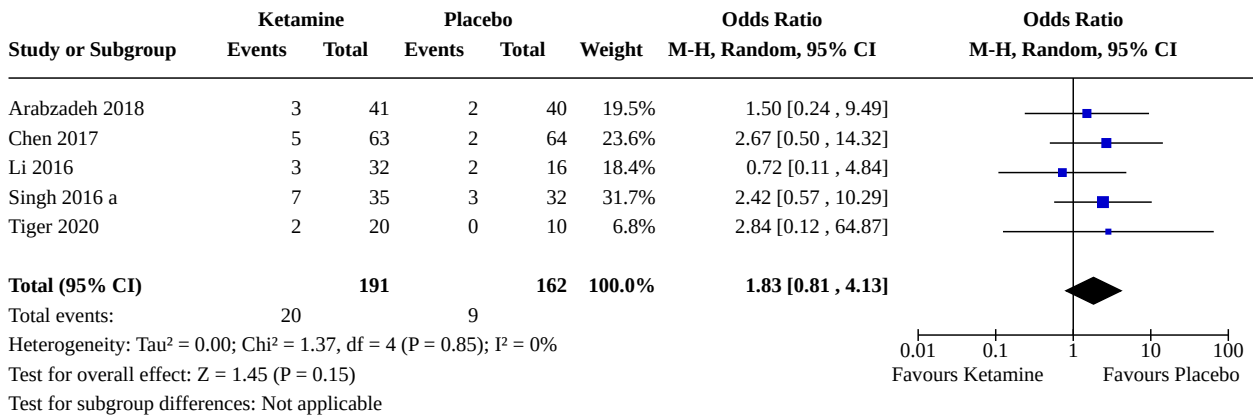 Ketamine Placebo Odds Ratio Odds Ratio
Study or Subgroup Events Total Events Total Weight M-H, Random, 95% CI M-H, Random, 95% CI
Arabzadeh 2018 3 41 2 40 19.5% 1.50 [0.24 , 9.49]
Chen 2017 5 63 2 64 23.6% 2.67 [0.50 , 14.32]
Li 2016 3 32 2 16 18.4% 0.72 [0.11 , 4.84]
Singh 2016 a 7 35 3 32 31.7% 2.42 [0.57 , 10.29]
Tiger 2020 2 20 0 10 6.8% 2.84 [0.12 , 64.87]
Total (95% CI) 191 162 100.0% 1.83 [0.81 , 4.13]
Total events: 20 9
Heterogeneity: Tau² = 0.00; Chi² = 1.37, df = 4 (P = 0.85); I² = 0%
0.01 0.1 1 10 100
Test for overall effect: Z = 1.45 (P = 0.15) Favours Ketamine Favours Placebo
Test for subgroup differences: Not applicable